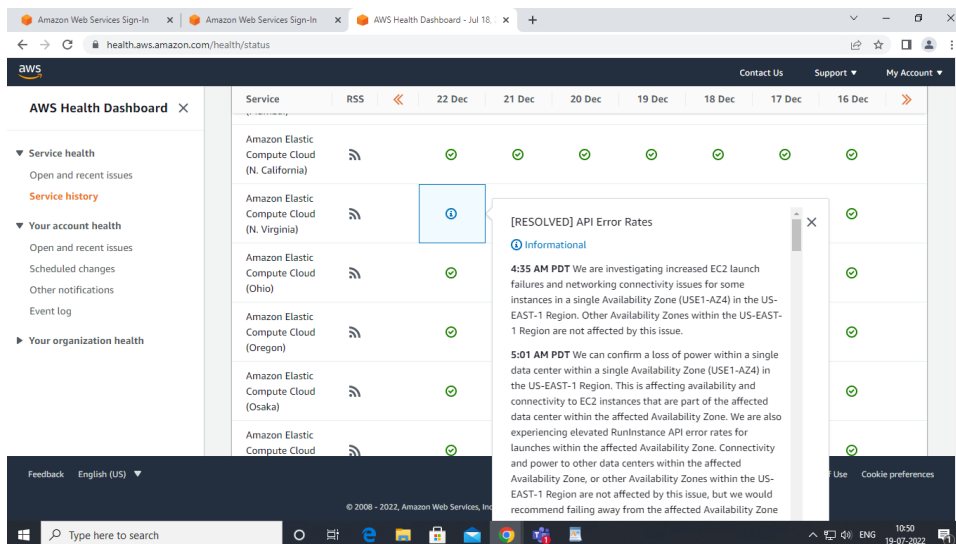 Amazon Web Services Sign-In
Amazon Web Services Sign-In
AWS Health Dashboard - Jul 18,
health.aws.amazon.com/health/status
aws
Contact Us
Support
My Account
AWS Health Dashboard
Service health
Open and recent issues
Service history
Your account health
Open and recent issues
Scheduled changes
Other notifications
Event log
Your organization health
Service RSS 22 Dec 21 Dec 20 Dec 19 Dec 18 Dec 17 Dec 16 Dec
Amazon Elastic
Compute Cloud
(N. California)
Amazon Elastic
Compute Cloud
(N. Virginia)
Amazon Elastic
Compute Cloud
(Ohio)
Amazon Elastic
Compute Cloud
(Oregon)
Amazon Elastic
Compute Cloud
(Osaka)
Amazon Elastic
Compute Cloud
[RESOLVED] API Error Rates
Informational
4:35 AM PDT We are investigating increased EC2 launch
failures and networking connectivity issues for some
instances in a single Availability Zone (USE1-AZ4) in the US-
EAST-1 Region. Other Availability Zones within the US-EAST-
1 Region are not affected by this issue.
5:01 AM PDT We can confirm a loss of power within a single
data center within a single Availability Zone (USE1-AZ4) in
the US-EAST-1 Region. This is affecting availability and
connectivity to EC2 instances that are part of the affected
data center within the affected Availability Zone. We are also
experiencing elevated RunInstance API error rates for
launches within the affected Availability Zone. Connectivity
and power to other data centers within the affected
Availability Zone, or other Availability Zones within the US-
EAST-1 Region are not affected by this issue, but we would
recommend failing away from the affected Availability Zone
Feedback English (US)
Use Cookie preferences
© 2008 - 2022, Amazon Web Services, Inc
Type here to search
ENG
10:50
19-07-2022